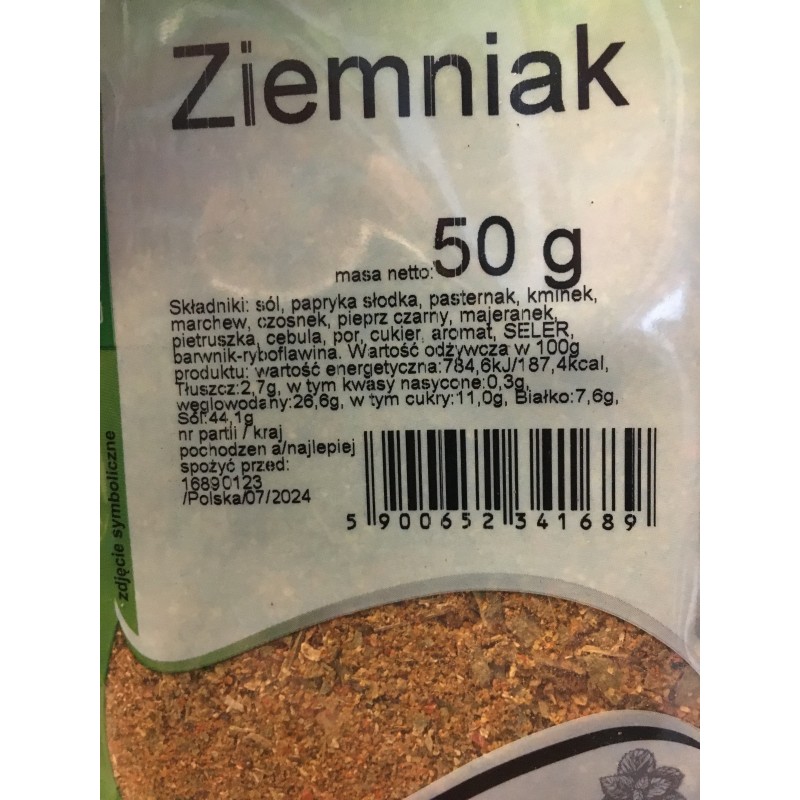 Ziemniak
masa netto: 50 g
Składniki: sól, papryka słodka, pasternak, kminek,
marchew, czosnek, pieprz czarny, majeranek,
pietruszka, cebula, por, cukier, aromat, SELER,
barwnik-ryboflawina. Wartość odżywcza w 100g
produktu: wartość energetyczna:784,6kJ/187,4kcal,
Tłuszcz:2,7g, w tym kwasy nasycone:0,3g,
węglowodany:26,6g, w tym cukry:11,0g, Białko:7,6g,
Sól:44,1g
nr partii / kraj
pochodzenia/najlepiej
spożyć przed:
16890123
/Polska/07/2024
5 900652 341689
zdjęcie symboliczne